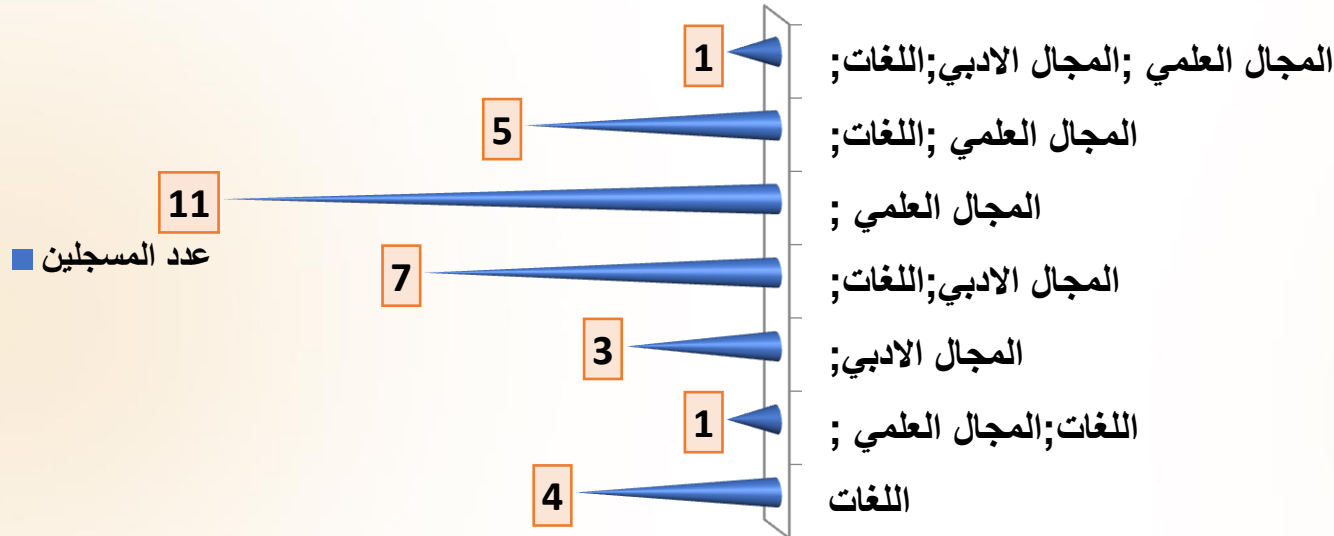 المجال العلمي ;المجال الادبي;اللغات;
1
المجال العلمي ;اللغات;
5
المجال العلمي ;
11
المجال الادبي;اللغات;
7
عدد المسجلين
المجال الادبي;
3
اللغات;المجال العلمي ;
1
اللغات
4